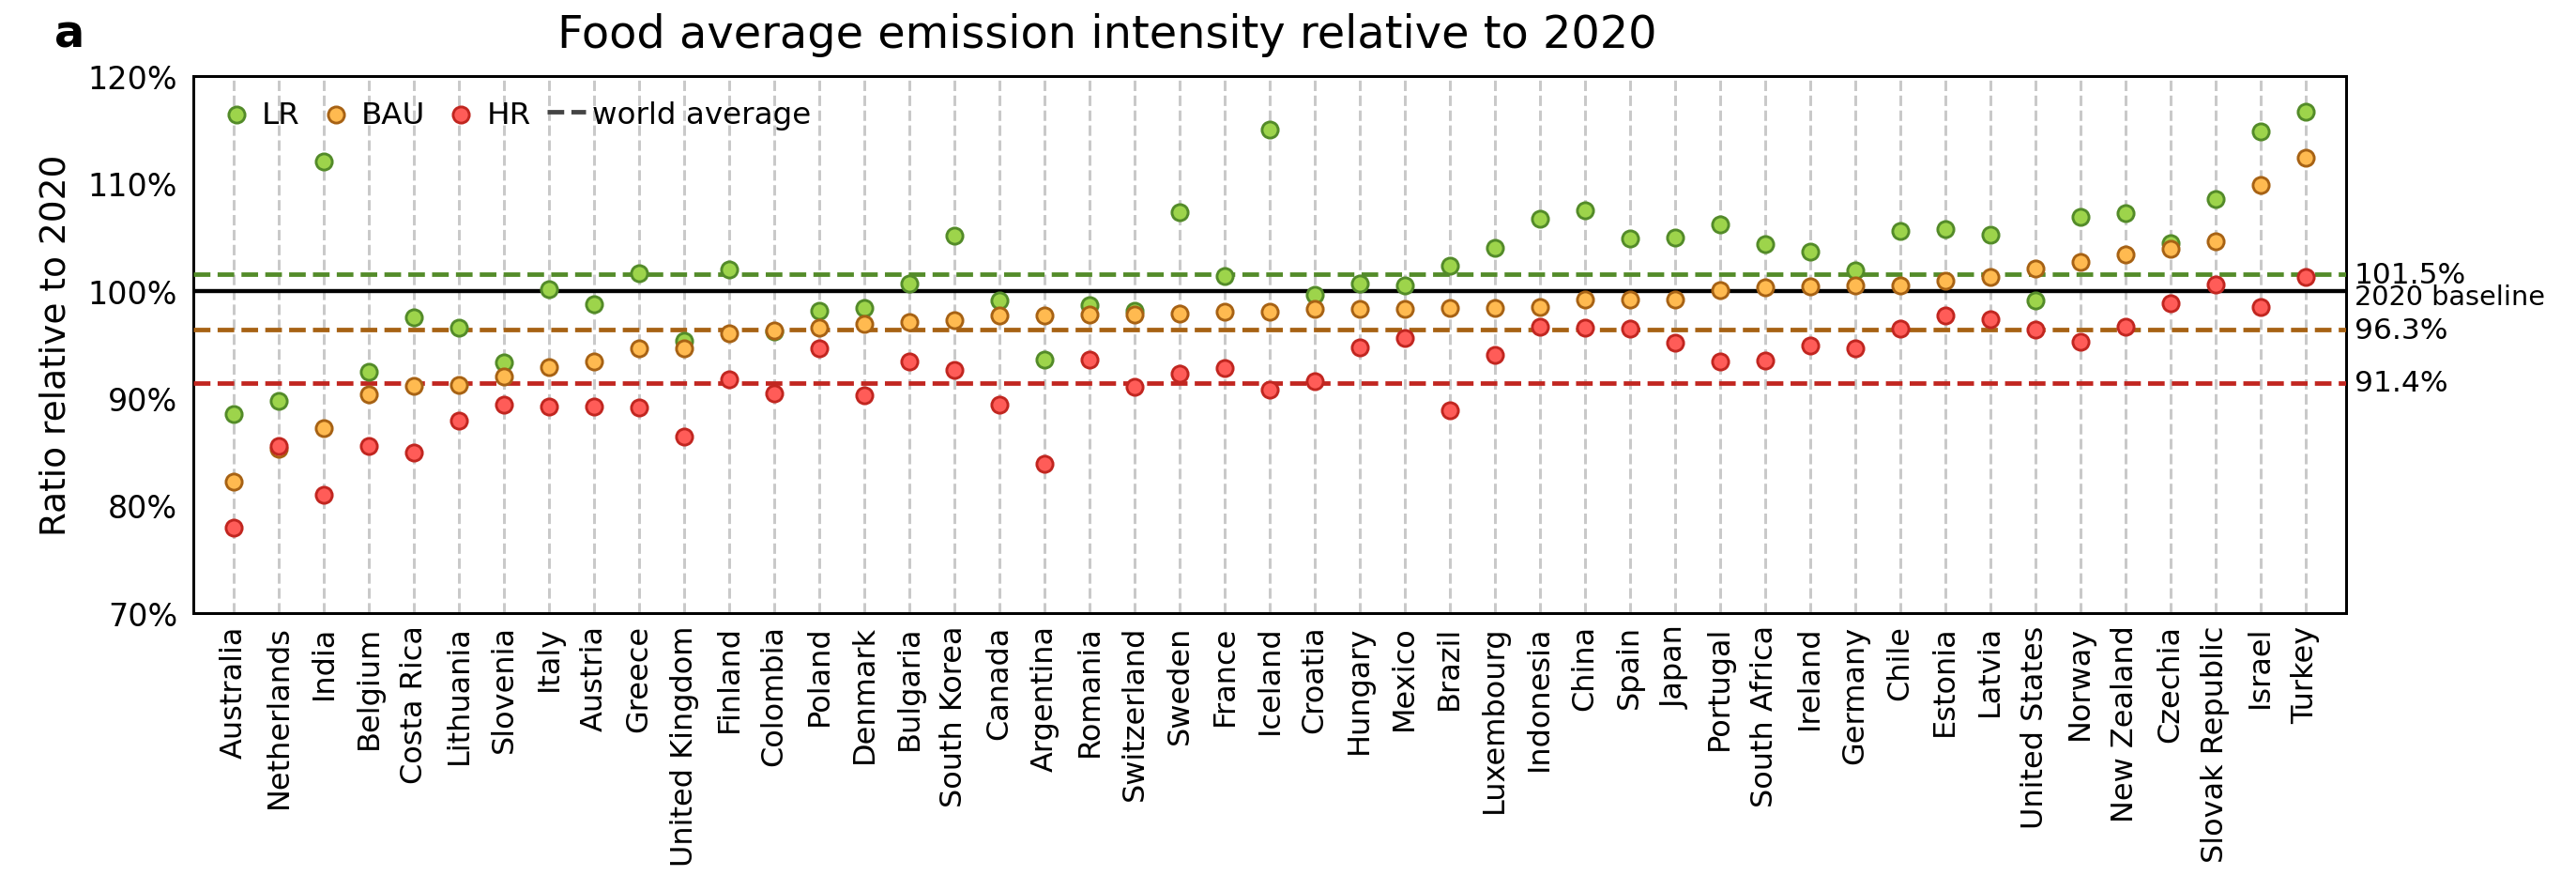 a
Food average emission intensity relative to 2020
Ratio relative to 2020
120%
110%
100%
90%
80%
70%
LR BAU HR world average
101.5%
2020 baseline
96.3%
91.4%
Australia
Netherlands
India
Belgium
Costa Rica
Lithuania
Slovenia
Italy
Austria
Greece
United Kingdom
Finland
Colombia
Poland
Denmark
Bulgaria
South Korea
Canada
Argentina
Romania
Switzerland
Sweden
France
Iceland
Croatia
Hungary
Mexico
Brazil
Luxembourg
Indonesia
China
Spain
Japan
Portugal
South Africa
Ireland
Germany
Chile
Estonia
Latvia
United States
Norway
New Zealand
Czechia
Slovak Republic
Israel
Turkey